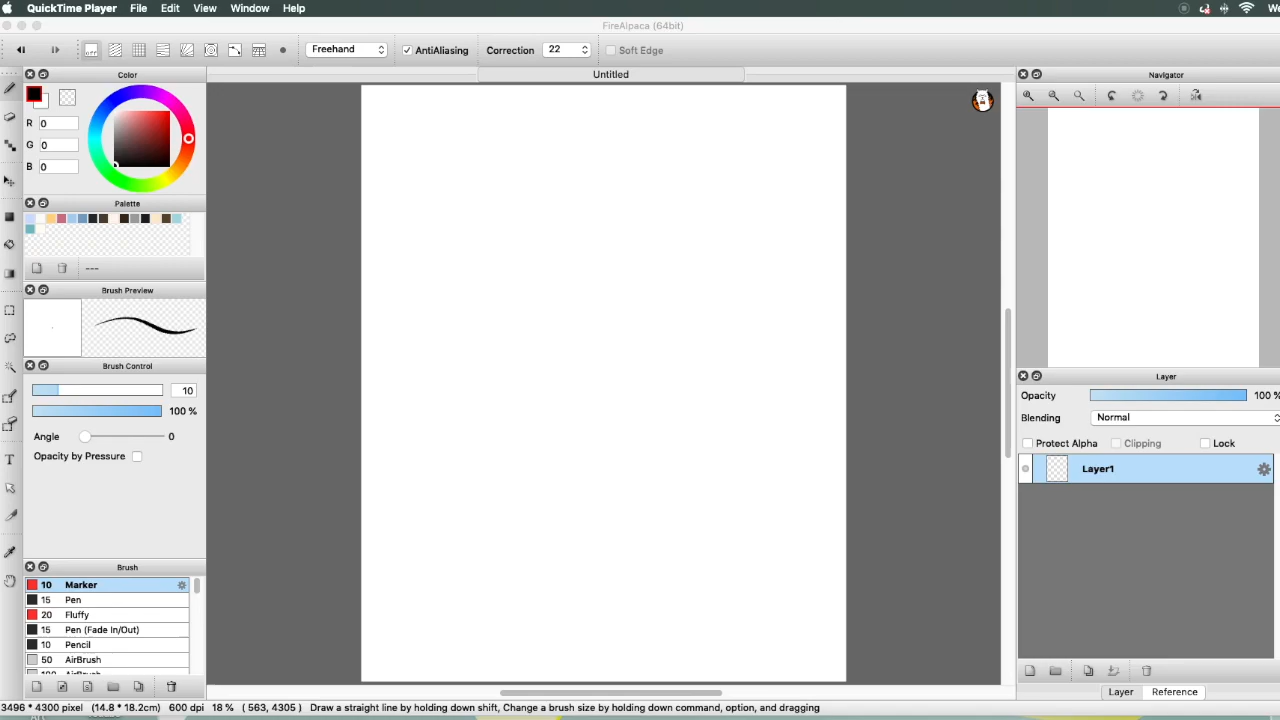 QuickTime Player File Edit View Window Help
FireAlpaca (64bit)
off Freehand AntiAliasing Correction 22 Soft Edge
Color Untitled Navigator
R 0
G 0
B 0
Palette
---
Brush Preview
Brush Control
10
100 %
Angle 0
Opacity by Pressure
Layer
Opacity 100 %
Blending Normal
Protect Alpha Clipping Lock
Layer1
Brush
10 Marker
15 Pen
20 Fluffy
15 Pen (Fade In/Out)
10 Pencil
50 AirBrush
Layer Reference
3496 * 4300 pixel (14.8 * 18.2cm) 600 dpi 18 % ( 563, 4305 ) Draw a straight line by holding down shift, Change a brush size by holding down command, option, and dragging